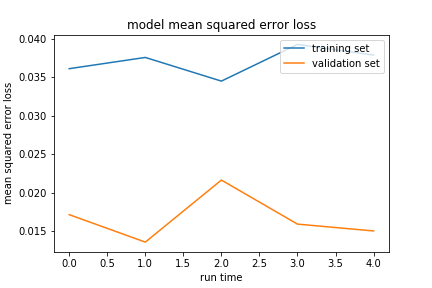 model mean squared error loss
training set
validation set
mean squared error loss
0.040
0.035
0.030
0.025
0.020
0.015
0.0 0.5 1.0 1.5 2.0 2.5 3.0 3.5 4.0
run time